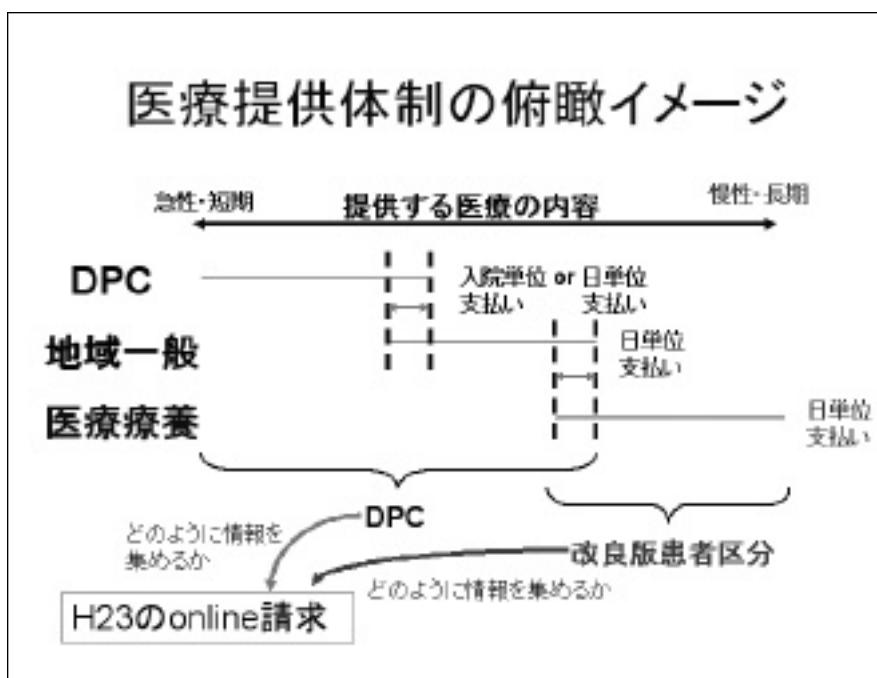 医療提供体制の俯瞰イメージ
急性・短期
提供する医療の内容
慢性・長期
DPC
入院単位 or 日単位
支払い 支払い
地域一般
日単位
支払い
医療療養
日単位
支払い
DPC
どのように情報を
集めるか
改良版患者区分
どのように情報を集めるか
H23のonline請求